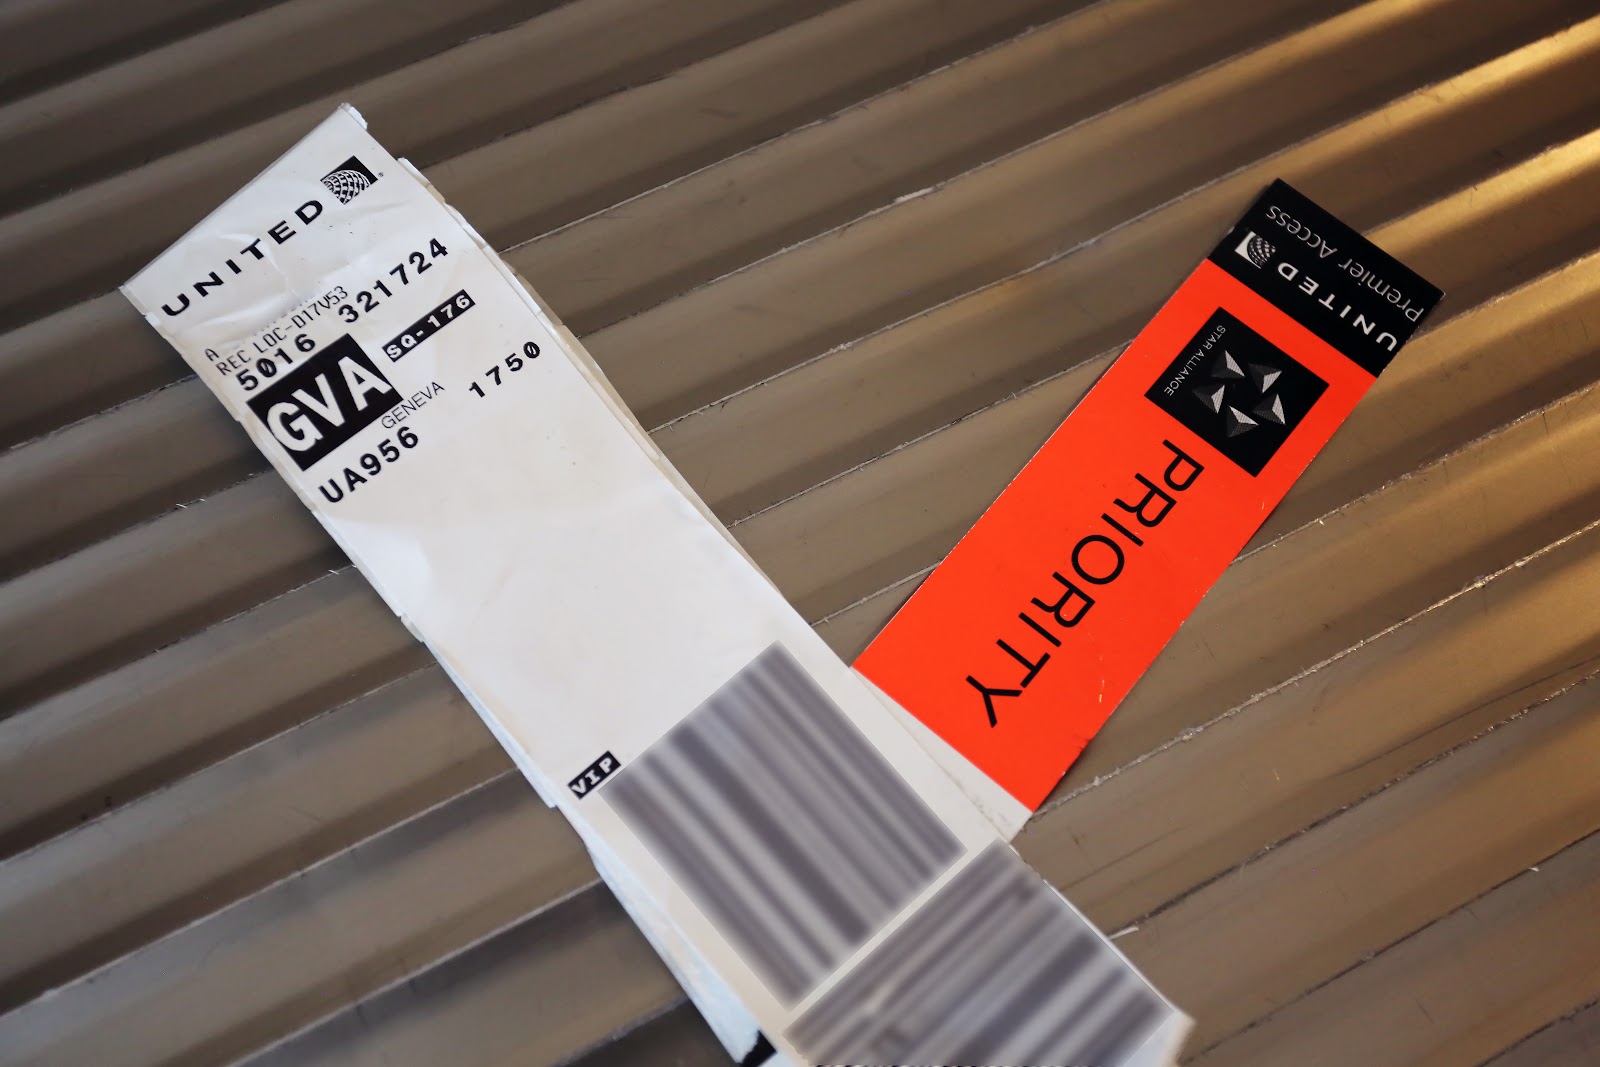 UNITED
A
REC LOC-D17V53
5016 321724
GVA SQ-176
GENEVA 1750
UA956
VIP
UNITED
Premier Access
STAR ALLIANCE
PRIORITY